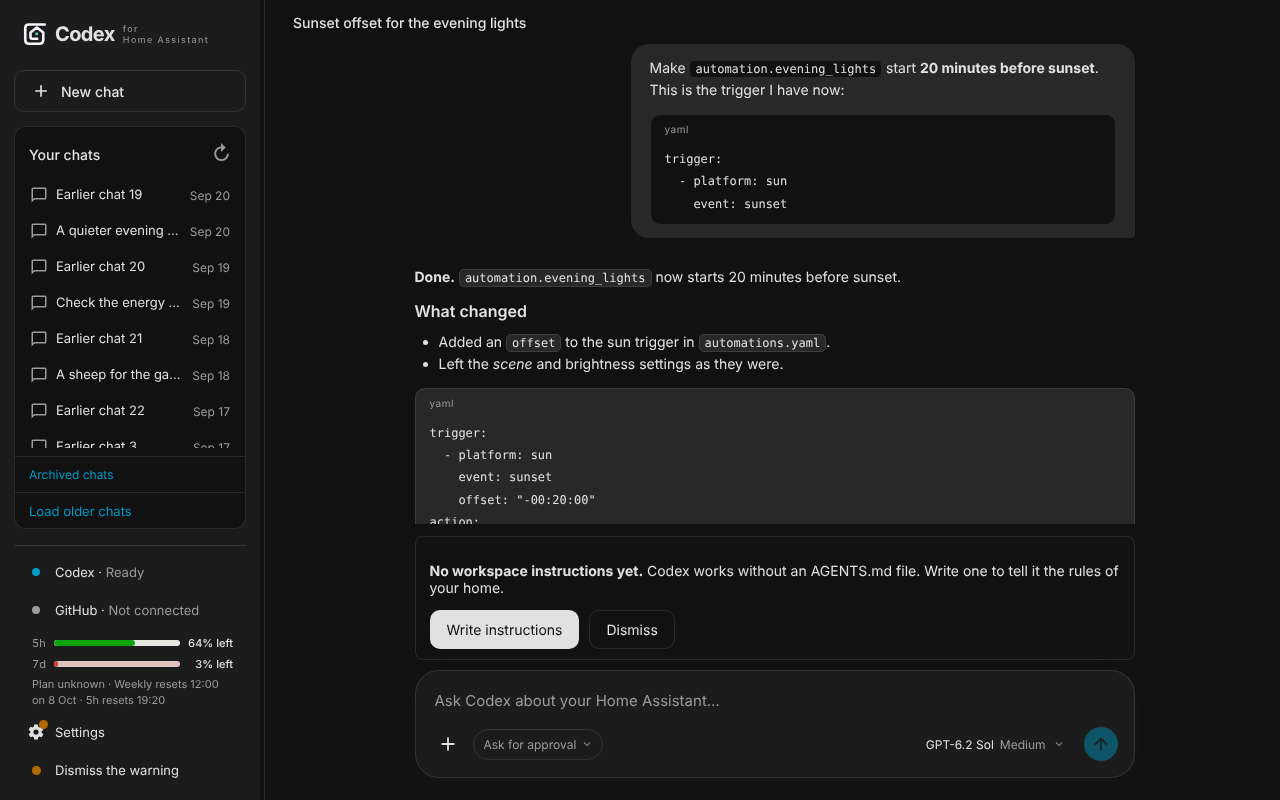 Codex for Home Assistant
New chat
Your chats
Earlier chat 19 Sep 20
A quieter evening ... Sep 20
Earlier chat 20 Sep 19
Check the energy ... Sep 19
Earlier chat 21 Sep 18
A sheep for the ga... Sep 18
Earlier chat 22 Sep 17
Earlier chat 3 Sep 17
Archived chats
Load older chats
Codex · Ready
GitHub · Not connected
5h 64% left
7d 3% left
Plan unknown · Weekly resets 12:00
on 8 Oct · 5h resets 19:20
Settings
Dismiss the warning
Sunset offset for the evening lights
Make automation.evening_lights start 20 minutes before sunset.
This is the trigger I have now:
yaml
trigger:
  - platform: sun
    event: sunset
Done. automation.evening_lights now starts 20 minutes before sunset.
What changed
• Added an offset to the sun trigger in automations.yaml.
• Left the scene and brightness settings as they were.
yaml
trigger:
  - platform: sun
    event: sunset
    offset: "-00:20:00"
action:
No workspace instructions yet. Codex works without an AGENTS.md file. Write one to tell it the rules of
your home.
Write instructions Dismiss
Ask Codex about your Home Assistant...
Ask for approval GPT-6.2 Sol Medium